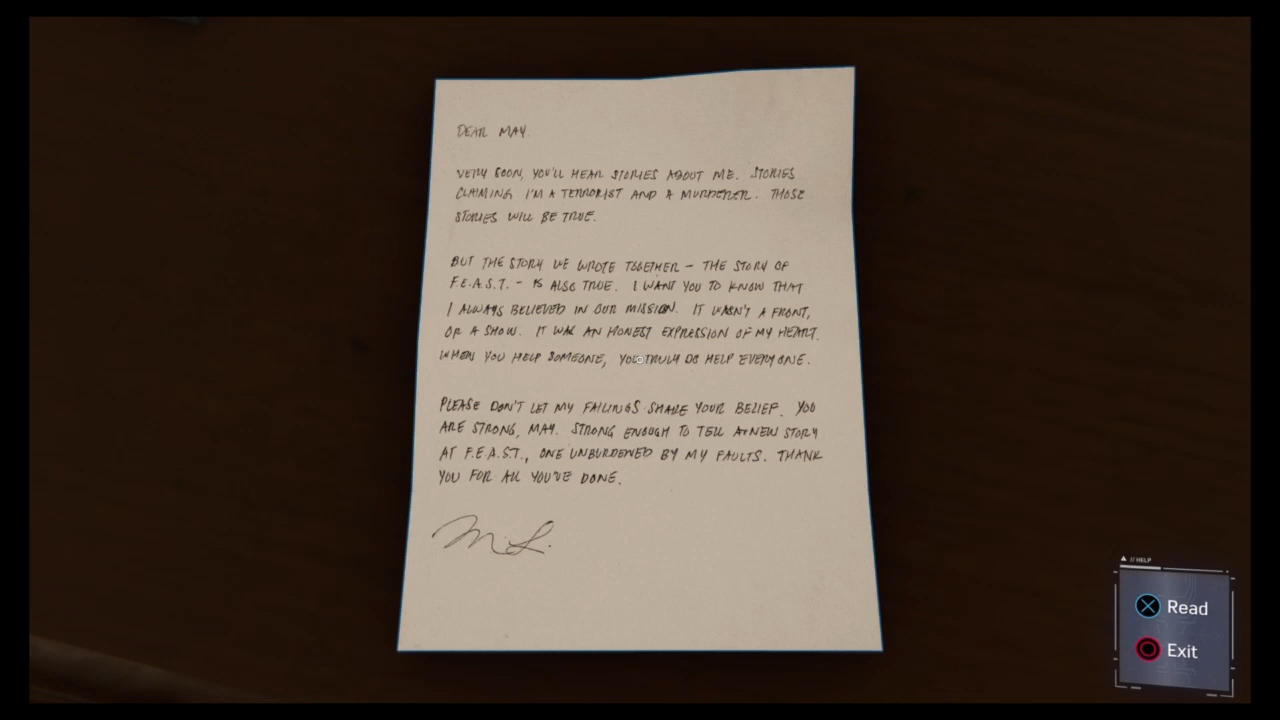 DEAR MAY.
VERY SOON, YOU'LL HEAR STORIES ABOUT ME. STORIES
CLAIMING I'M A TERRORIST AND A MURDERER. THOSE
STORIES WILL BE TRUE.
BUT THE STORY WE WROTE TOGETHER - THE STORY OF
F.E.A.S.T. - IS ALSO TRUE. I WANT YOU TO KNOW THAT
I ALWAYS BELIEVED IN OUR MISSION. IT WASN'T A FRONT,
OR A SHOW. IT WAS AN HONEST EXPRESSION OF MY HEART.
WHEN YOU HELP SOMEONE, YOU TRULY DO HELP EVERYONE.
PLEASE DON'T LET MY FAILINGS SHAKE YOUR BELIEF. YOU
ARE STRONG, MAY. STRONG ENOUGH TO TELL A NEW STORY
AT F.E.A.S.T., ONE UNBURDENED BY MY FAULTS. THANK
YOU FOR ALL YOU'VE DONE.
M. L.
// HELP
Read
Exit